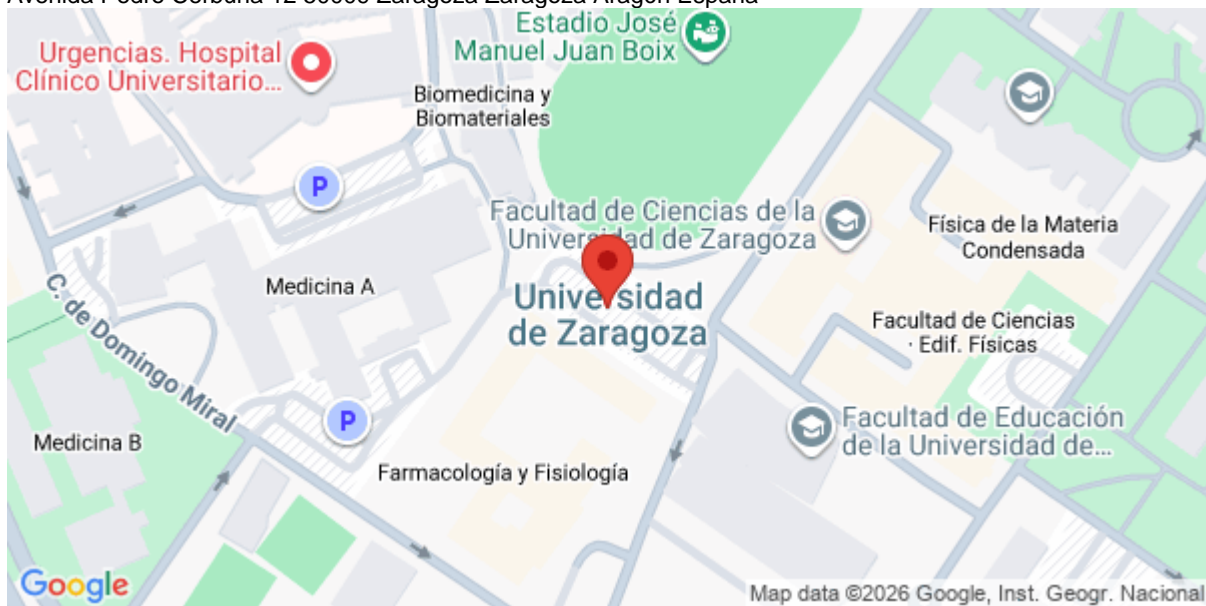 Estadio José
Manuel Juan Boix
Urgencias. Hospital
Clínico Universitario...
Biomedicina y
Biomateriales
P
Facultad de Ciencias de la
Universidad de Zaragoza
Física de la Materia
Condensada
Medicina A
Universidad
de Zaragoza
C. de Domingo Miral
Facultad de Ciencias
· Edif. Físicas
P
Facultad de Educación
de la Universidad de...
Medicina B
Farmacología y Fisiología
Google
Map data ©2026 Google, Inst. Geogr. Nacional